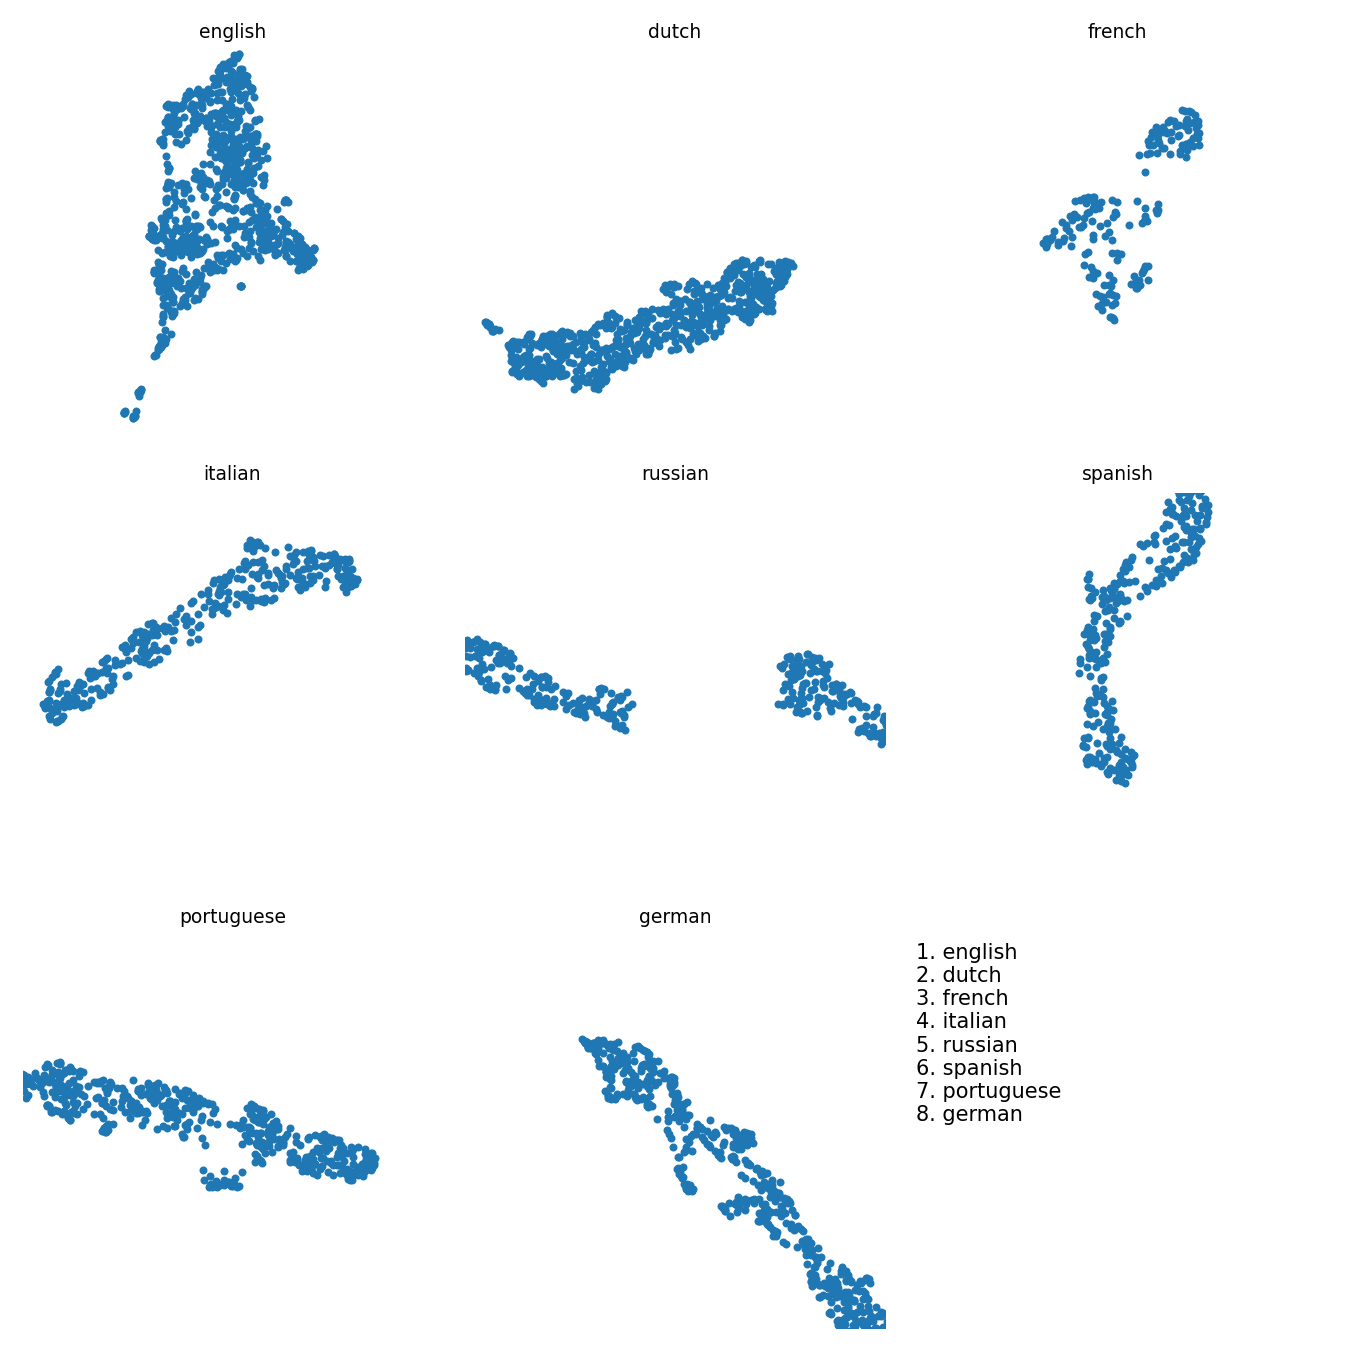 english
dutch
french
italian
russian
spanish
portuguese
german
1. english
2. dutch
3. french
4. italian
5. russian
6. spanish
7. portuguese
8. german